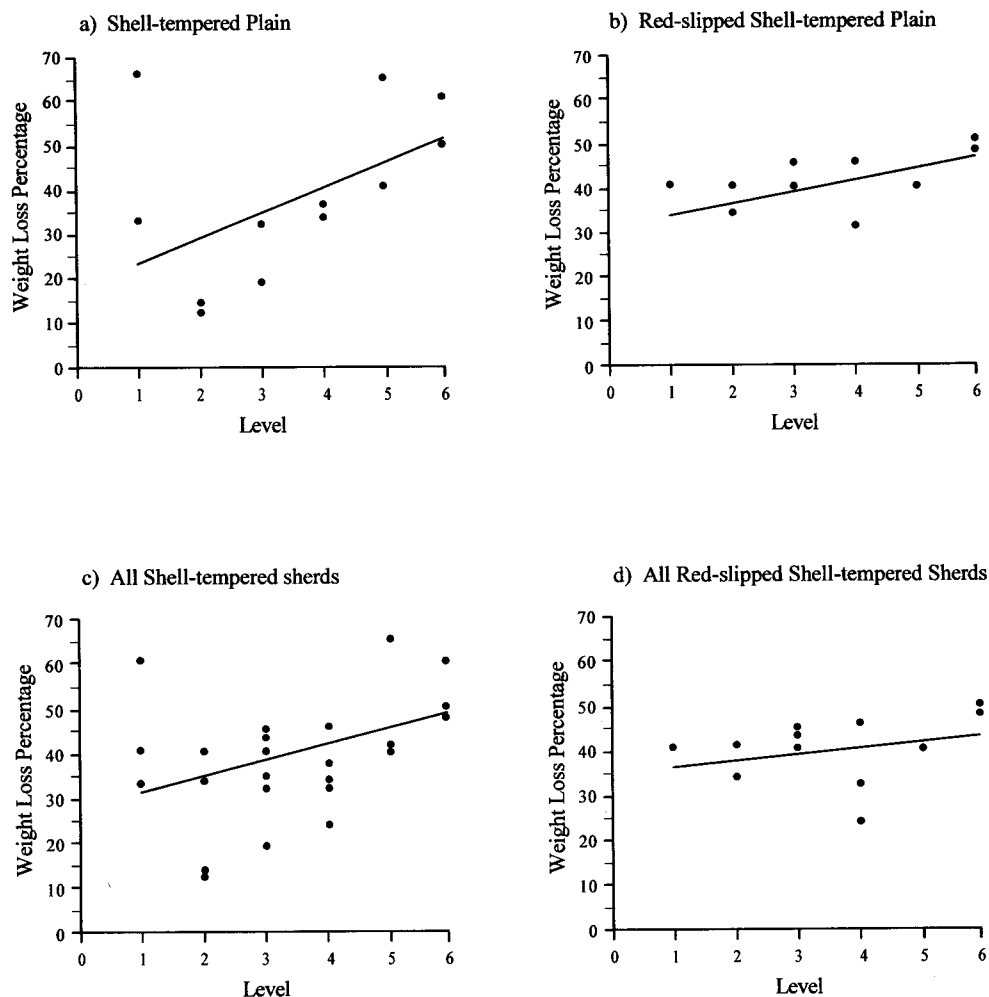 a) Shell-tempered Plain
70
60
50
40
30
20
10
0
Weight Loss Percentage
0 1 2 3 4 5 6
Level
b) Red-slipped Shell-tempered Plain
70
60
50
40
30
20
10
0
Weight Loss Percentage
0 1 2 3 4 5 6
Level
c) All Shell-tempered sherds
70
60
50
40
30
20
10
0
Weight Loss Percentage
0 1 2 3 4 5 6
Level
d) All Red-slipped Shell-tempered Sherds
70
60
50
40
30
20
10
0
Weight Loss Percentage
0 1 2 3 4 5 6
Level